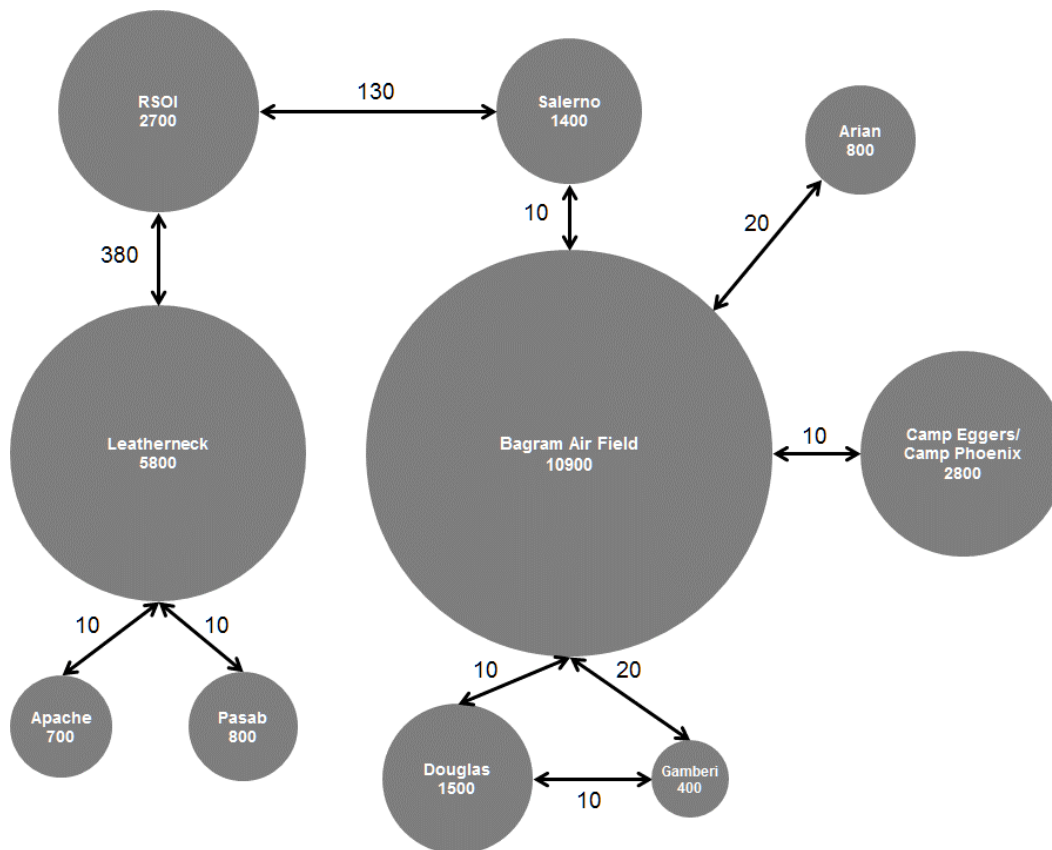 RSOI
2700
130
Salerno
1400
Arian
800
10
20
380
Leatherneck
5800
Bagram Air Field
10900
10
Camp Eggers/
Camp Phoenix
2800
10
10
10
20
Apache
700
Pasab
800
Douglas
1500
10
Gamberi
400